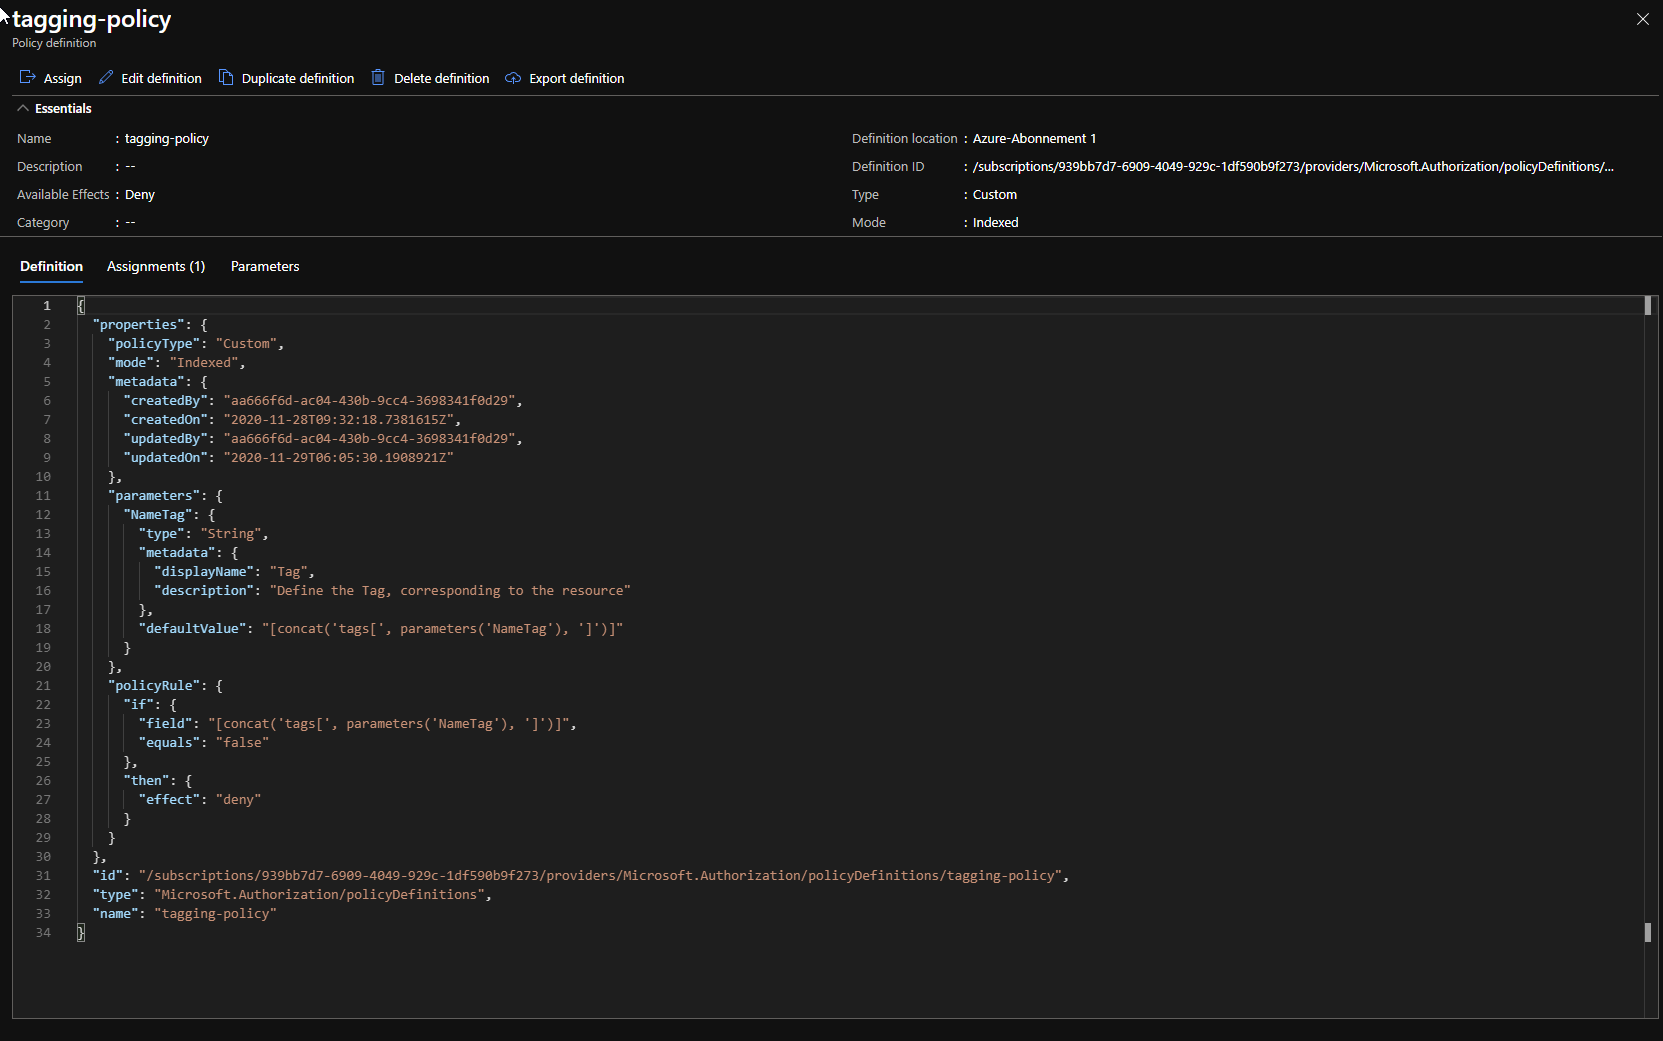 tagging-policy
Policy definition
Assign Edit definition Duplicate definition Delete definition Export definition
Essentials
Name : tagging-policy
Description : --
Available Effects : Deny
Category : --
Definition location : Azure-Abonnement 1
Definition ID : /subscriptions/939bb7d7-6909-4049-929c-1df590b9f273/providers/Microsoft.Authorization/policyDefinitions/...
Type : Custom
Mode : Indexed
Definition Assignments (1) Parameters
1 {
2 "properties": {
3 "policyType": "Custom",
4 "mode": "Indexed",
5 "metadata": {
6 "createdBy": "aa666f6d-ac04-430b-9cc4-3698341f0d29",
7 "createdOn": "2020-11-28T09:32:18.7381615Z",
8 "updatedBy": "aa666f6d-ac04-430b-9cc4-3698341f0d29",
9 "updatedOn": "2020-11-29T06:05:30.1908921Z"
10 },
11 "parameters": {
12 "NameTag": {
13 "type": "String",
14 "metadata": {
15 "displayName": "Tag",
16 "description": "Define the Tag, corresponding to the resource"
17 },
18 "defaultValue": "[concat('tags[', parameters('NameTag'), ']')]"
19 }
20 },
21 "policyRule": {
22 "if": {
23 "field": "[concat('tags[', parameters('NameTag'), ']')]",
24 "equals": "false"
25 },
26 "then": {
27 "effect": "deny"
28 }
29 }
30 },
31 "id": "/subscriptions/939bb7d7-6909-4049-929c-1df590b9f273/providers/Microsoft.Authorization/policyDefinitions/tagging-policy",
32 "type": "Microsoft.Authorization/policyDefinitions",
33 "name": "tagging-policy"
34 }